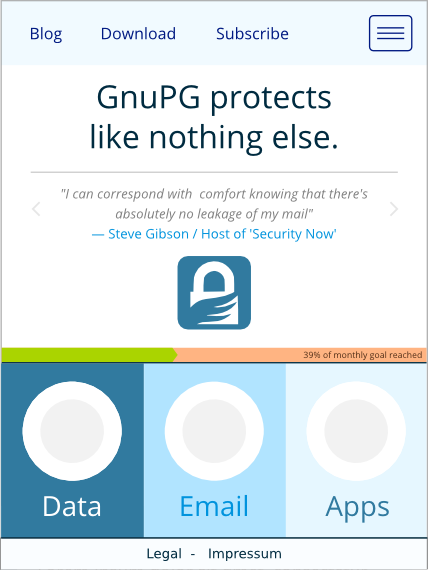 Blog Download Subscribe
GnuPG protects
like nothing else.
"I can correspond with  comfort knowing that there's
absolutely no leakage of my mail"
— Steve Gibson / Host of 'Security Now'
39% of monthly goal reached
Data Email Apps
Legal - Impressum